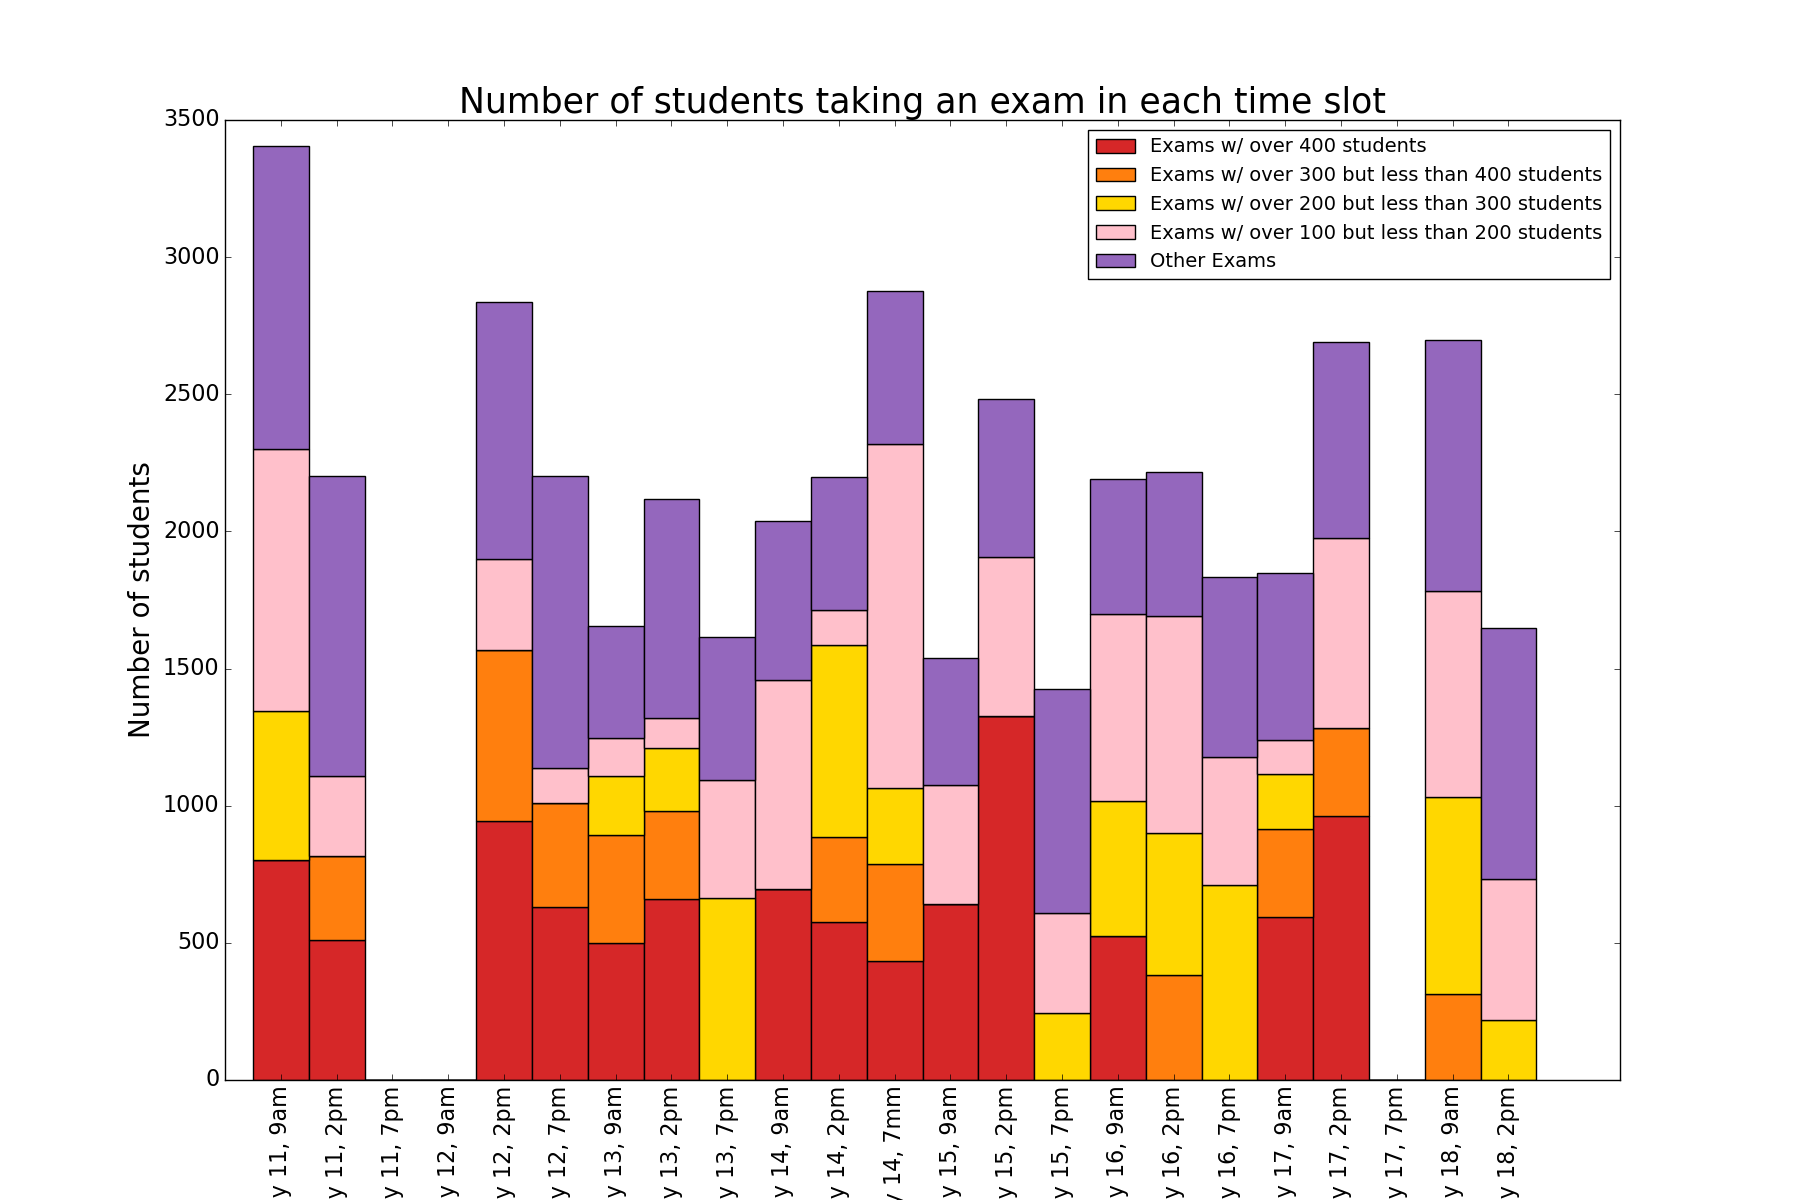 Number of students taking an exam in each time slot
Exams w/ over 400 students
Exams w/ over 300 but less than 400 students
Exams w/ over 200 but less than 300 students
Exams w/ over 100 but less than 200 students
Other Exams
Number of students
3500
3000
2500
2000
1500
1000
500
0
y 11, 9am
y 11, 2pm
y 11, 7pm
y 12, 9am
y 12, 2pm
y 12, 7pm
y 13, 9am
y 13, 2pm
y 13, 7pm
y 14, 9am
y 14, 2pm
y 14, 7mm
y 15, 9am
y 15, 2pm
y 15, 7pm
y 16, 9am
y 16, 2pm
y 16, 7pm
y 17, 9am
y 17, 2pm
y 17, 7pm
y 18, 9am
y 18, 2pm